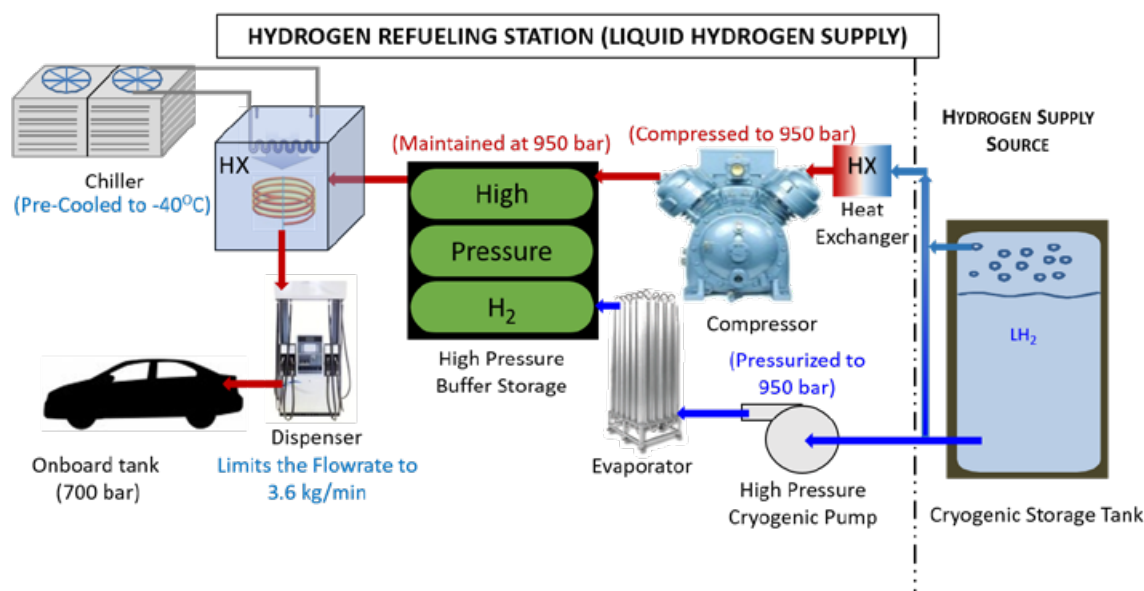 HYDROGEN REFUELING STATION (LIQUID HYDROGEN SUPPLY)
HYDROGEN SUPPLY
SOURCE
Chiller
(Pre-Cooled to -40⁰C)
HX
(Maintained at 950 bar)
High
Pressure
H₂
High Pressure
Buffer Storage
(Compressed to 950 bar)
Compressor
HX
Heat
Exchanger
LH₂
Cryogenic Storage Tank
(Pressurized to
950 bar)
High Pressure
Cryogenic Pump
Evaporator
Dispenser
Limits the Flowrate to
3.6 kg/min
Onboard tank
(700 bar)